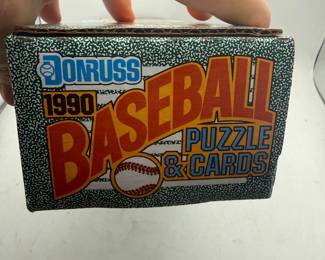 DONRUSS
1990
BASEBALL
PUZZLE
& CARDS